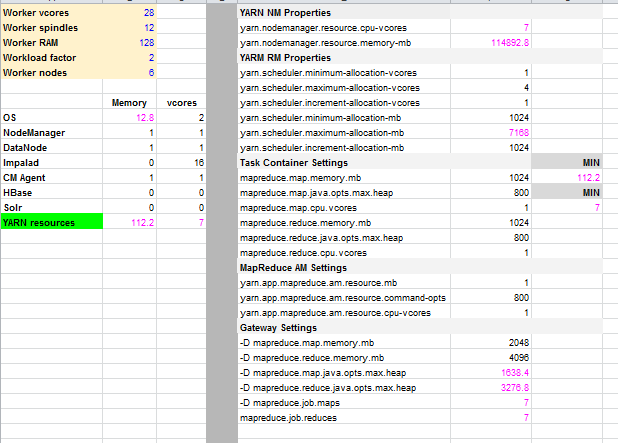 Worker vcores 28
Worker spindles 12
Worker RAM 128
Workload factor 2
Worker nodes 6
Memory vcores
OS 12.8 2
NodeManager 1 1
DataNode 1 1
Impalad 0 16
CM Agent 1 1
HBase 0 0
Solr 0 0
YARN resources 112.2 7
YARN NM Properties
yarn.nodemanager.resource.cpu-vcores 7
yarn.nodemanager.resource.memory-mb 114892.8
YARM RM Properties
yarn.scheduler.minimum-allocation-vcores 1
yarn.scheduler.maximum-allocation-vcores 4
yarn.scheduler.increment-allocation-vcores 1
yarn.scheduler.minimum-allocation-mb 1024
yarn.scheduler.maximum-allocation-mb 7168
yarn.scheduler.increment-allocation-mb 1024
Task Container Settings MIN
mapreduce.map.memory.mb 1024 112.2
mapreduce.map.java.opts.max.heap 800 MIN
mapreduce.map.cpu.vcores 1 7
mapreduce.reduce.memory.mb 1024
mapreduce.reduce.java.opts.max.heap 800
mapreduce.reduce.cpu.vcores 1
MapReduce AM Settings
yarn.app.mapreduce.am.resource.mb 1
yarn.app.mapreduce.am.resource.command-opts 800
yarn.app.mapreduce.am.resource.cpu-vcores 1
Gateway Settings
-D mapreduce.map.memory.mb 2048
-D mapreduce.reduce.memory.mb 4096
-D mapreduce.map.java.opts.max.heap 1638.4
-D mapreduce.reduce.java.opts.max.heap 3276.8
-D mapreduce.job.maps 7
mapreduce.job.reduces 7